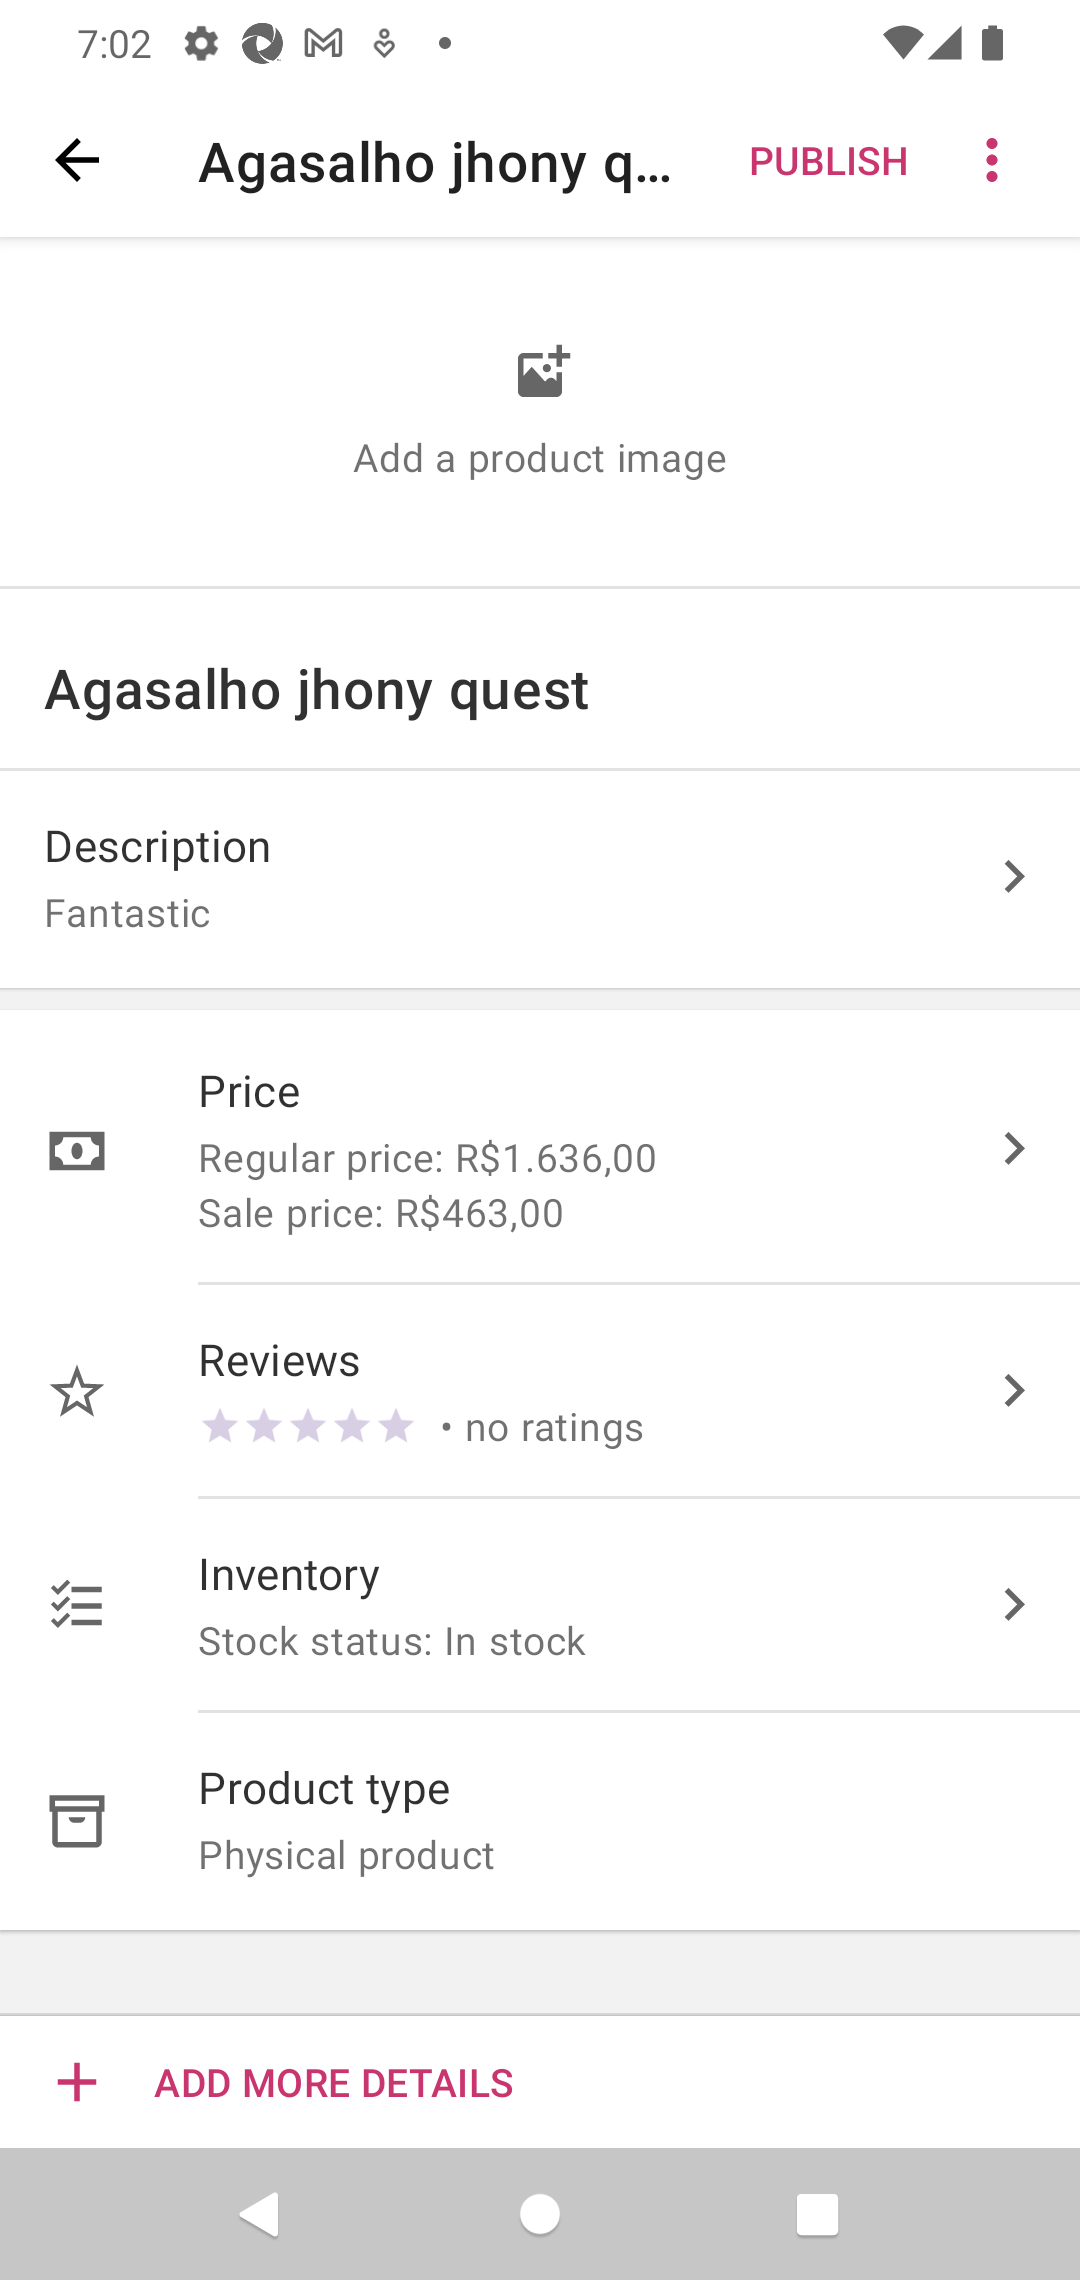 7:02
Agasalho jhony q...
PUBLISH
Add a product image
Agasalho jhony quest
Description
Fantastic
Price
Regular price: R$1.636,00
Sale price: R$463,00
Reviews
• no ratings
Inventory
Stock status: In stock
Product type
Physical product
ADD MORE DETAILS